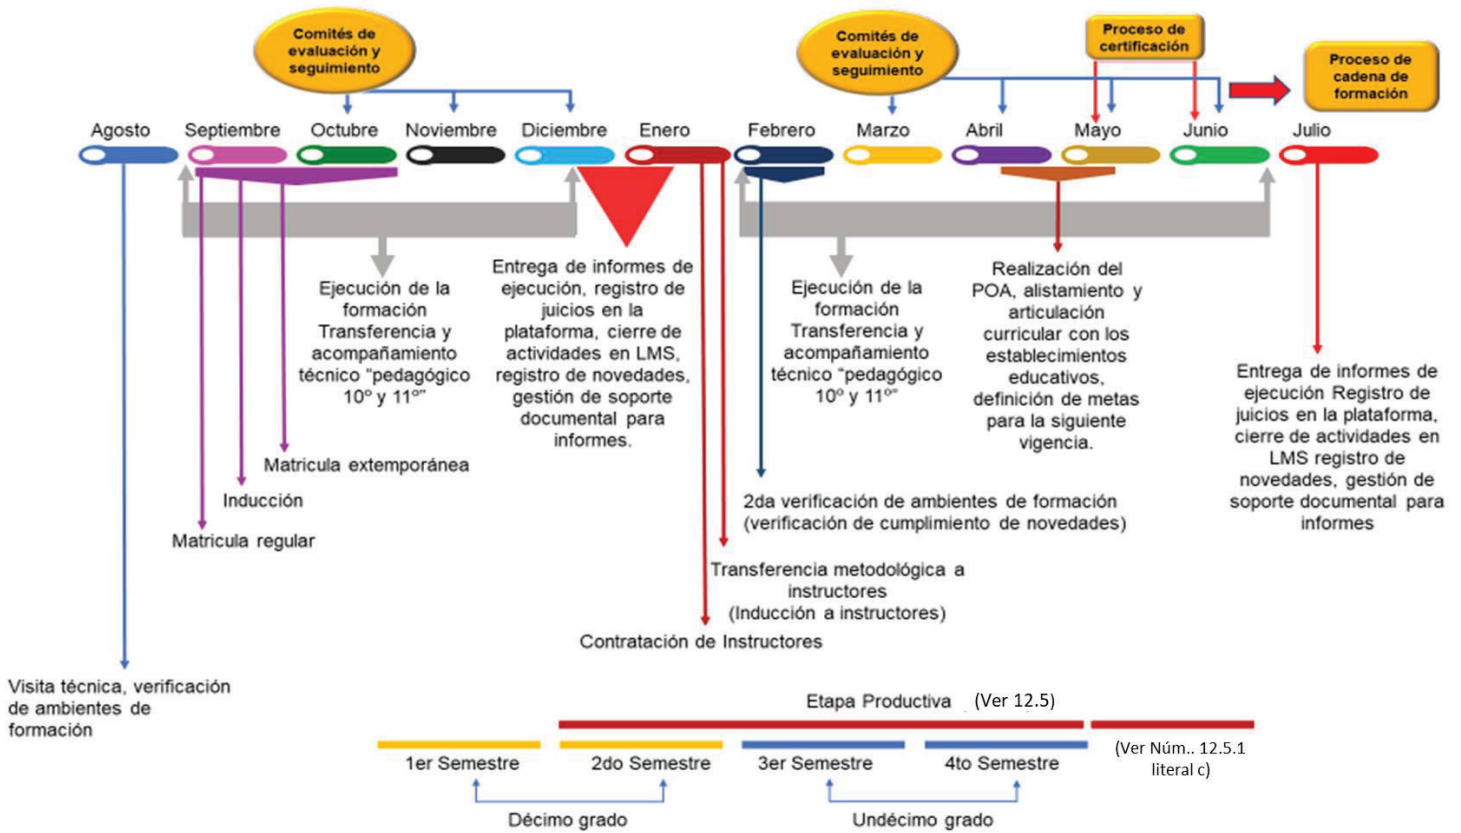 Comités de
evaluación y
seguimiento
Comités de
evaluación y
seguimiento
Proceso de
certificación
Proceso de
cadena de
formación
Agosto
Septiembre
Octubre
Noviembre
Diciembre
Enero
Febrero
Marzo
Abril
Mayo
Junio
Julio
Ejecución de la
formación
Transferencia y
acompañamiento
técnico “pedagógico
10º y 11º”
Entrega de informes de
ejecución, registro de
juicios en la
plataforma, cierre de
actividades en LMS,
registro de novedades,
gestión de soporte
documental para
informes.
Ejecución de la
formación
Transferencia y
acompañamiento
técnico “pedagógico
10º y 11º”
Realización del
POA, alistamiento y
articulación
curricular con los
establecimientos
educativos,
definición de metas
para la siguiente
vigencia.
Entrega de informes de
ejecución Registro de
juicios en la plataforma,
cierre de actividades en
LMS registro de
novedades, gestión de
soporte documental para
informes
Matricula extemporánea
Inducción
Matricula regular
2da verificación de ambientes de formación
(verificación de cumplimiento de novedades)
Transferencia metodológica a
instructores
(Inducción a instructores)
Contratación de Instructores
Visita técnica, verificación
de ambientes de
formación
Etapa Productiva (Ver 12.5)
1er Semestre
2do Semestre
3er Semestre
4to Semestre
(Ver Núm.. 12.5.1
literal c)
Décimo grado
Undécimo grado